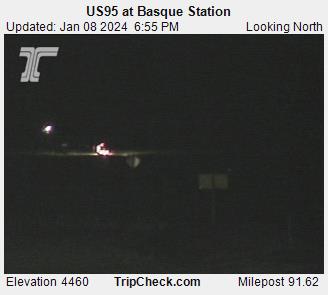 US95 at Basque Station
Updated: Jan 08 2024 6:55 PM Looking North
Elevation 4460 TripCheck.com Milepost 91.62